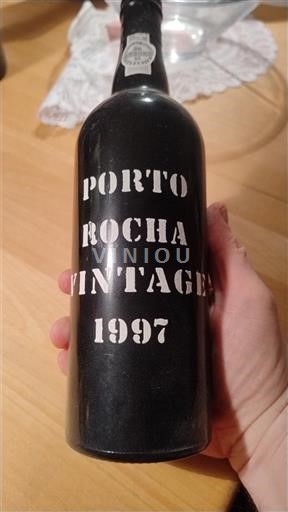 PORTO
ROCHA
VINIOU
VINTAGE
1997